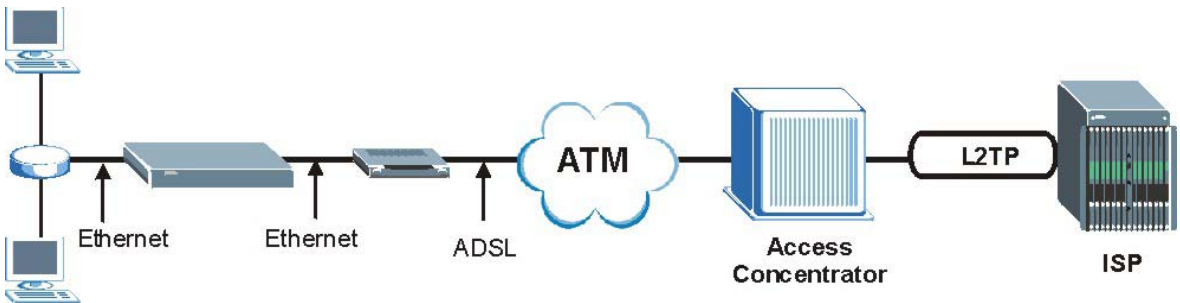 Ethernet
Ethernet
ADSL
ATM
Access
Concentrator
L2TP
ISP